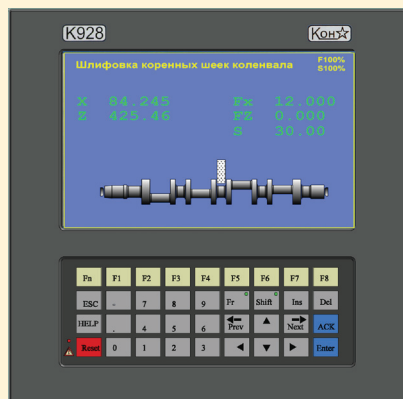 K928 Кон☆
Шлифовка коренных шеек коленвала F100%
S100%
X 84.245 Fx 12.000
Z 425.46 FZ 0.000
S 30.00
Fn F1 F2 F3 F4 F5 F6 F7 F8
ESC - 7 8 9 Fr Shift Ins Del
HELP . 4 5 6 Prev Next ACK
Reset 0 1 2 3 Enter